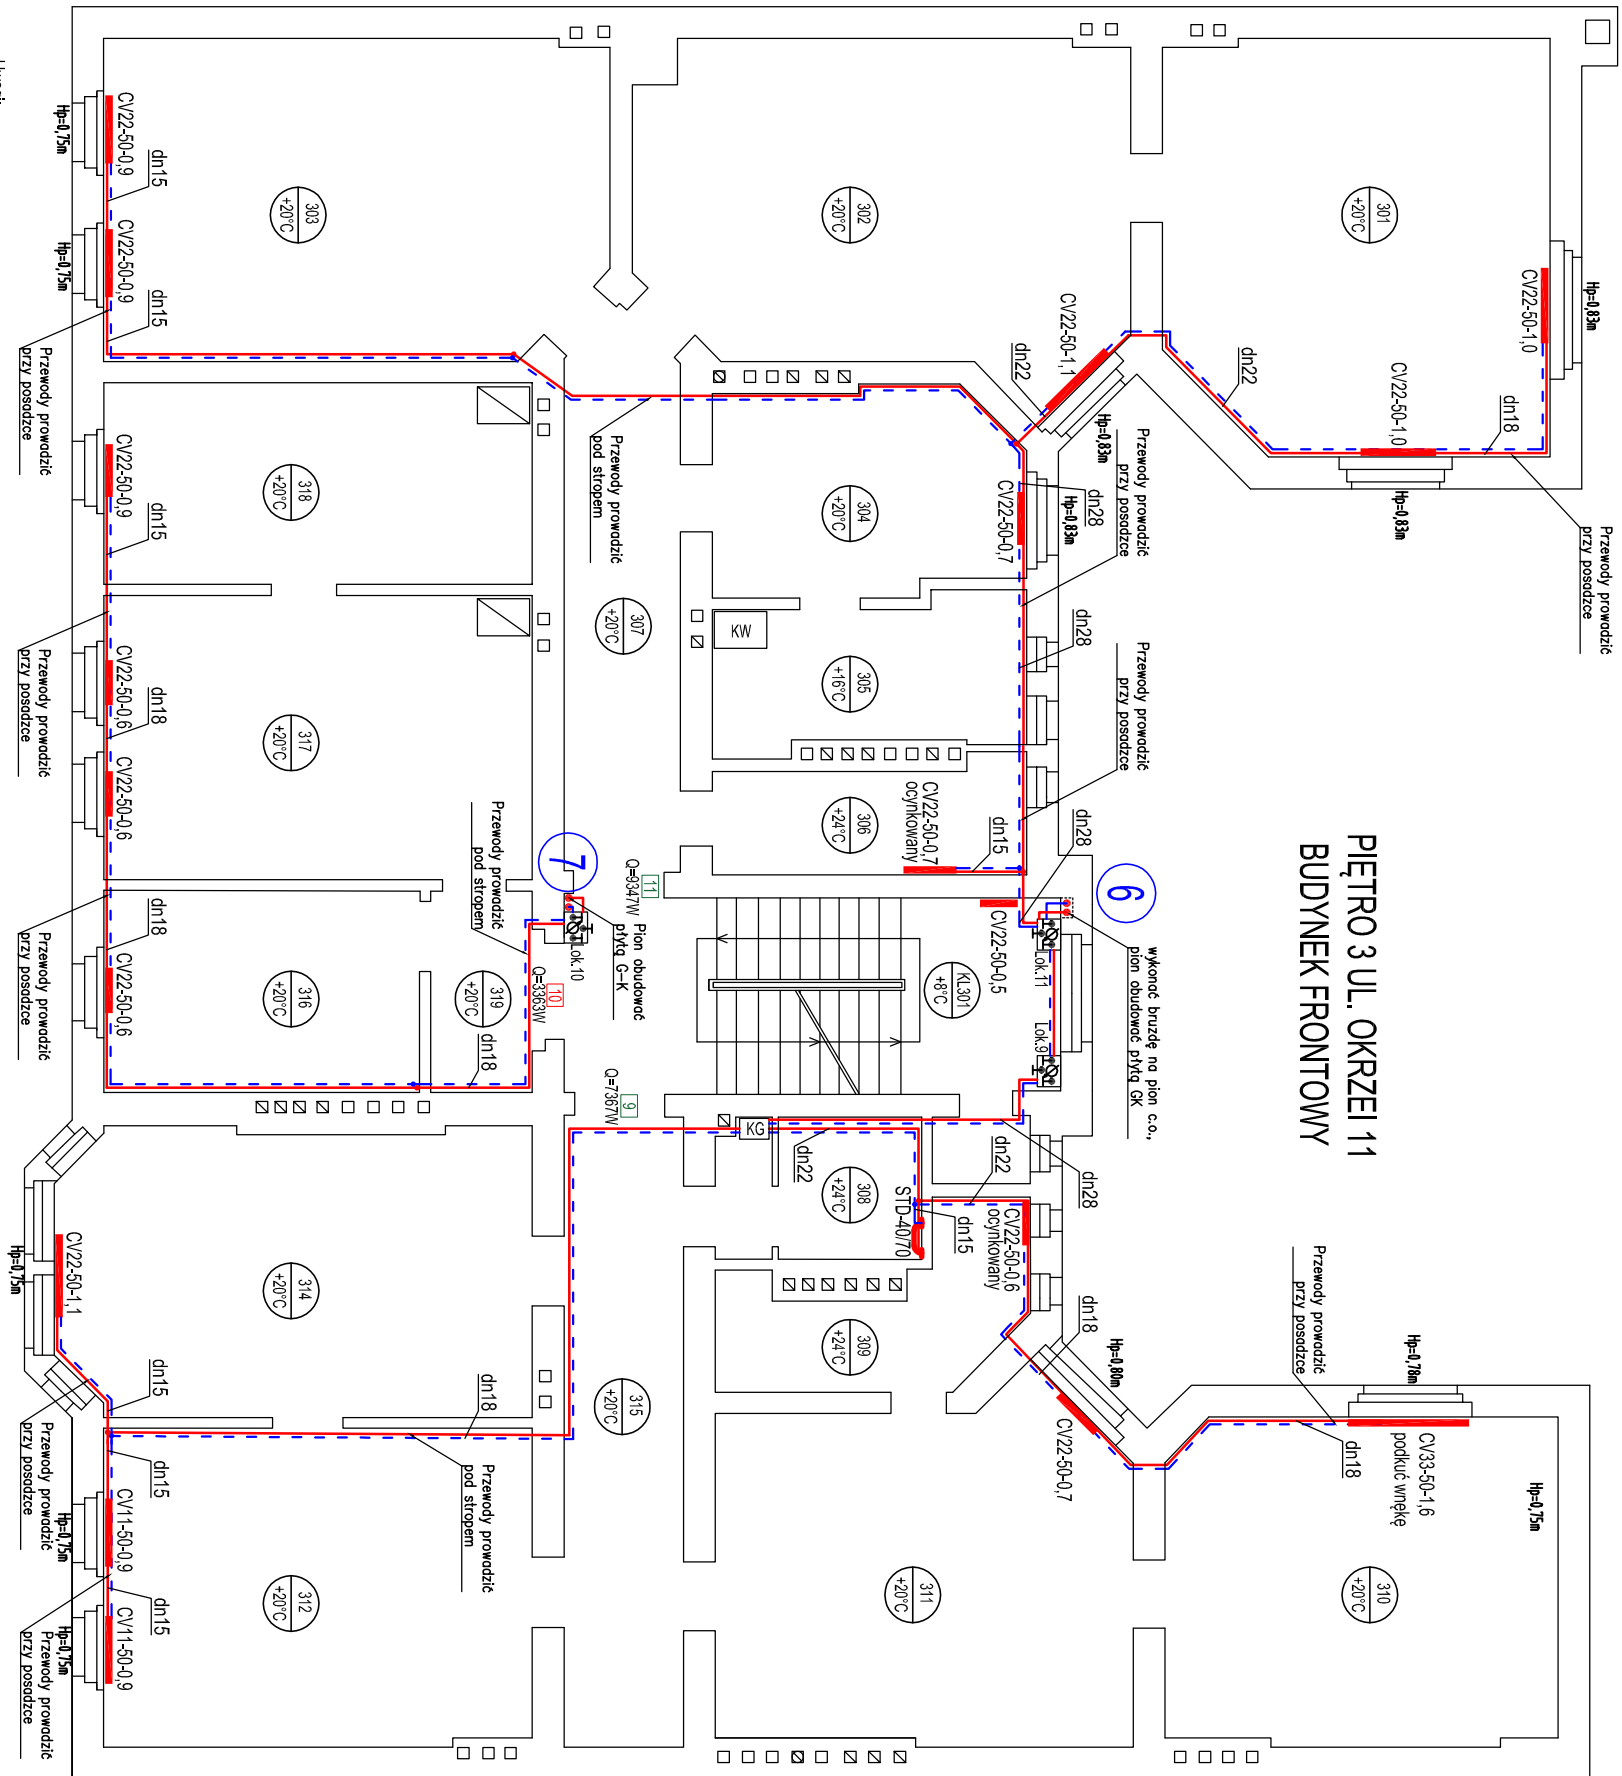 PIĘTRO 3 UL. OKRZEI 11
BUDYNEK FRONTOWY
Przewody prowadzić
przy posadzce
Hp=0,83m
CV22-50-1,0
dn18
CV22-50-1,0
Hp=0,83m
dn22
301
+20°C
CV22-50-1,1
dn22
Hp=0,83m
302
+20°C
303
+20°C
CV22-50-0,9
Hp=0,75m
dn15
CV22-50-0,9
Hp=0,75m
dn15
Przewody prowadzić
przy posadzce
Przewody prowadzić
przy posadzce
dn28
Hp=0,83m
CV22-50-0,7
304
+20°C
Przewody prowadzić
pod stropem
318
+20°C
CV22-50-0,9
dn15
dn28
Przewody prowadzić
przy posadzce
KW
305
+16°C
307
+20°C
317
+20°C
CV22-50-0,6
dn18
CV22-50-0,6
Przewody prowadzić
przy posadzce
306
+24°C
CV22-50-0,7
ocynkowany
dn15
dn28
6
wykonać bruzdę na pion c.o.,
pion obudować płytą GK
CV22-50-0,5
Lok.11
Lok.9
KL301
+8°C
7
11
Q=9347W
Pion obudować
płytą G-K
Lok.10
10
Q=3363W
9
Q=7367W
Przewody prowadzić
pod stropem
319
+20°C
dn18
316
+20°C
CV22-50-0,6
dn18
Przewody prowadzić
przy posadzce
KG
dn22
308
+24°C
STD-40/70
dn15
dn22
dn28
CV22-50-0,6
ocynkowany
309
+24°C
dn18
Hp=0,80m
CV22-50-0,7
Przewody prowadzić
przy posadzce
Hp=0,78m
dn18
CV33-50-1,6
podkuć wnękę
Hp=0,75m
310
+20°C
311
+20°C
315
+20°C
314
+20°C
CV22-50-1,1
Hp=0,75m
dn15
dn18
Przewody prowadzić
pod stropem
Przewody prowadzić
przy posadzce
dn15
CV11-50-0,9
Hp=0,75m
312
+20°C
dn15
CV11-50-0,9
Hp=0,75m
Przewody prowadzić
przy posadzce